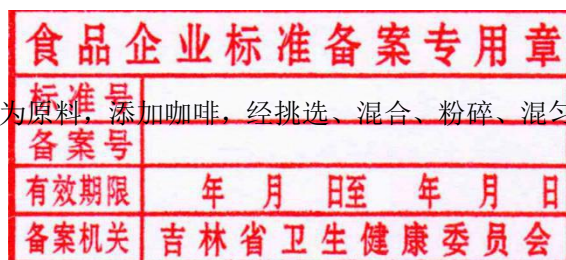 食品企业标准备案专用章
标准号
为原料，添加咖啡，经挑选、混合、粉碎、混匀
备案号
有效期限 年 月 日至 年 月 日
备案机关 吉林省卫生健康委员会